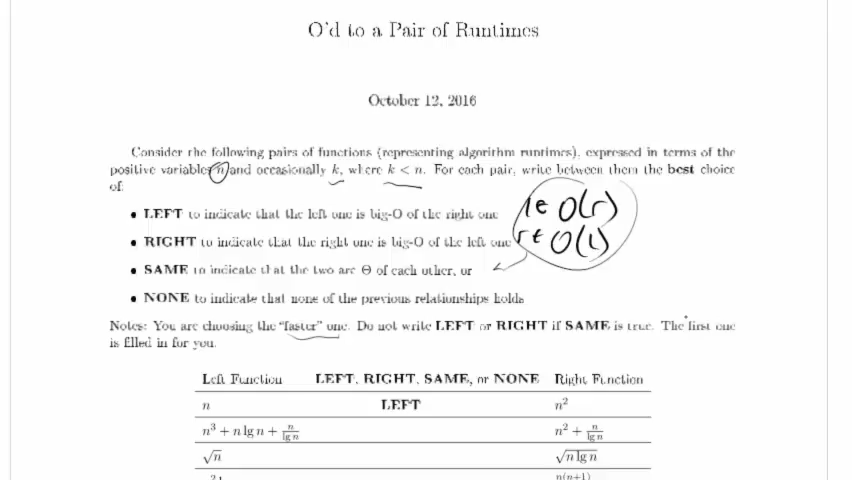 O'd to a Pair of Runtimes
October 12, 2016
Consider the following pairs of functions (representing algorithm runtimes), expressed in terms of the
positive variables n and occasionally k, where k < n. For each pair, write between them the best choice
of:
• LEFT to indicate that the left one is big-O of the right one
l ∈ O(r)
• RIGHT to indicate that the right one is big-O of the left one
r ∈ O(l)
• SAME to indicate that the two are Θ of each other, or
• NONE to indicate that none of the previous relationships holds
Notes: You are choosing the "faster" one. Do not write LEFT or RIGHT if SAME is true. The first one
is filled in for you.
Left Function LEFT, RIGHT, SAME, or NONE Right Function
n LEFT n²
n³ + n lg n + n/lg n n² + n/lg n
√n √(n lg n)
n(n+1)